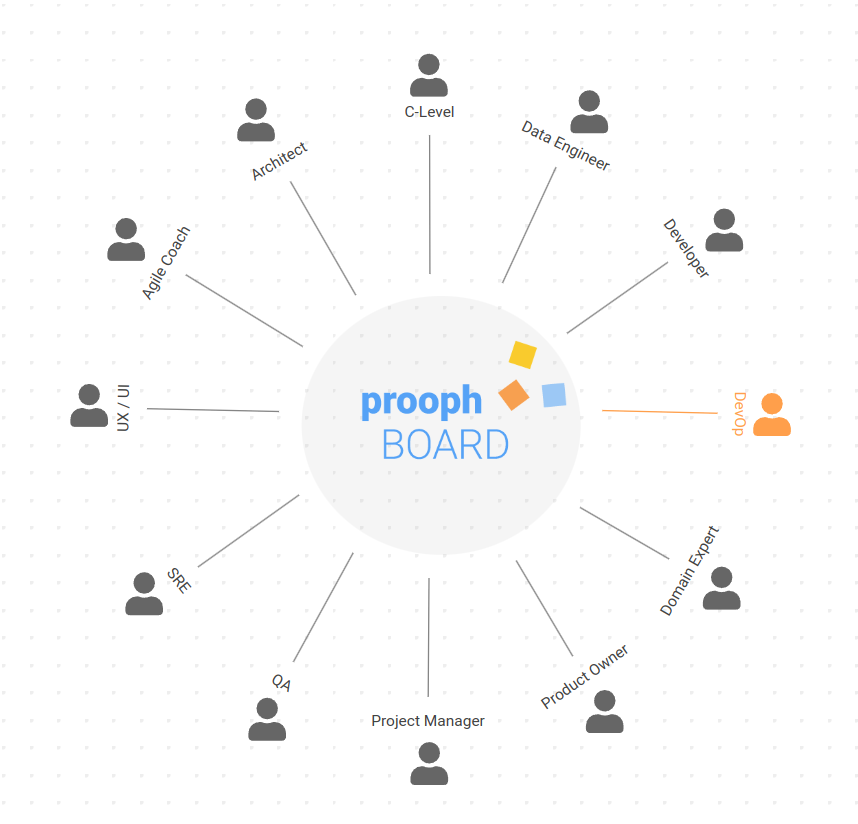 C-Level
Data Engineer
Architect
Developer
Agile Coach
UX / UI
prooph
BOARD
DevOp
Domain Expert
SRE
Product Owner
QA
Project Manager